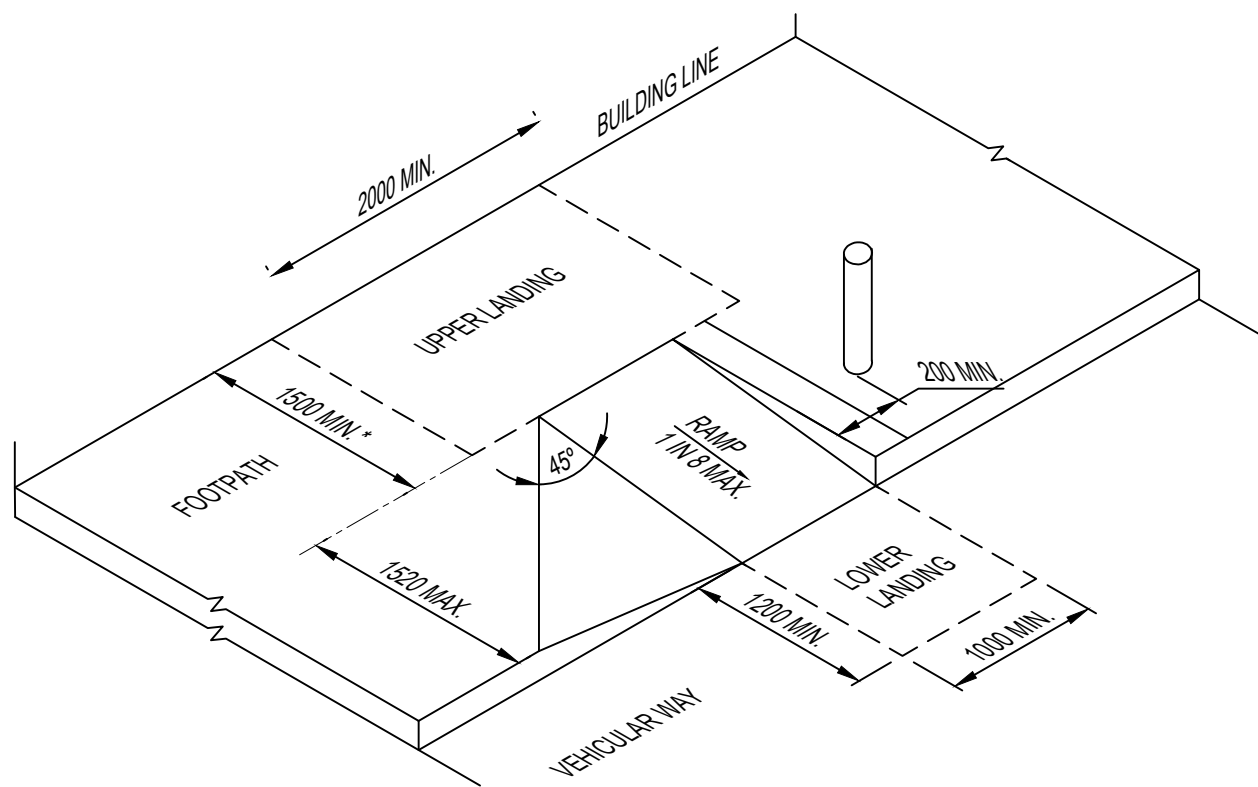 BUILDING LINE
2000 MIN.
UPPER LANDING
1500 MIN. *
FOOTPATH
200 MIN.
RAMP
1 IN 8 MAX.
45°
1520 MAX.
LOWER
LANDING
1200 MIN.
1000 MIN.
VEHICULAR WAY